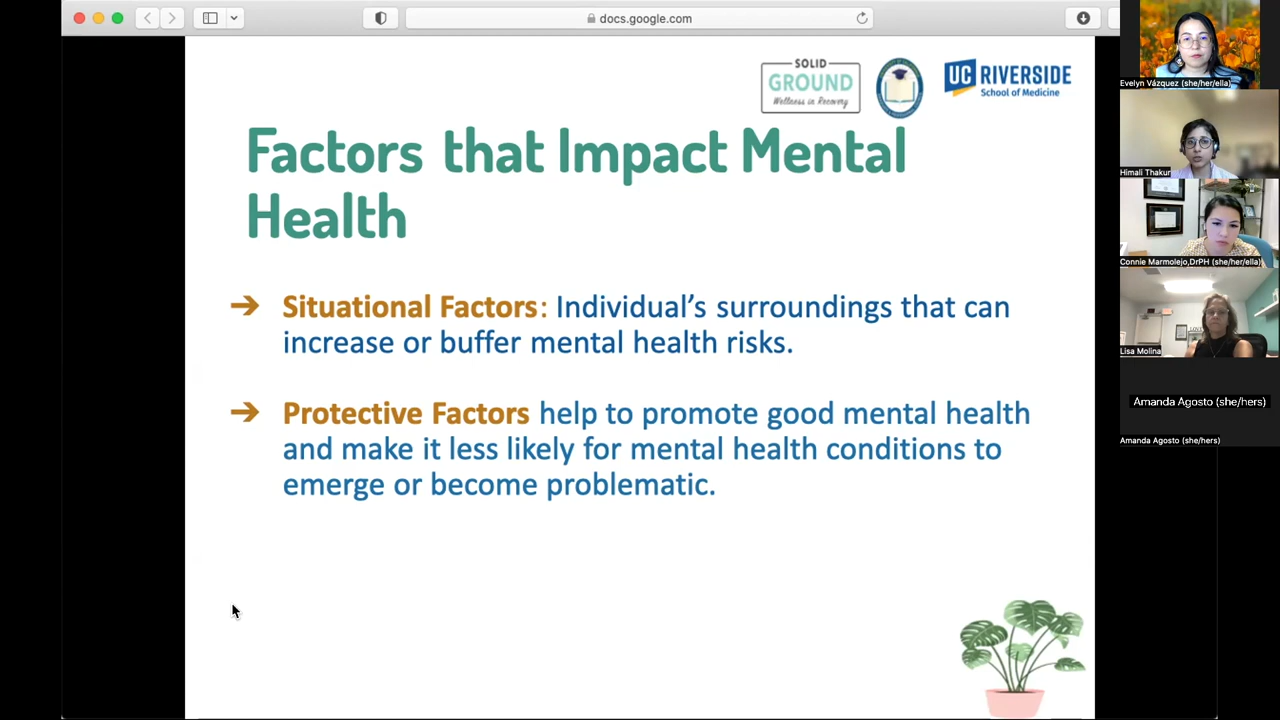 docs.google.com
SOLID
GROUND
Wellness in Recovery
UC RIVERSIDE
School of Medicine
Factors that Impact Mental
Health
➔ Situational Factors: Individual's surroundings that can
increase or buffer mental health risks.
➔ Protective Factors help to promote good mental health
and make it less likely for mental health conditions to
emerge or become problematic.
Evelyn Vázquez (she/her/ella)
Himali Thakur
Connie Marmolejo,DrPH (she/her/ella)
Lisa Molina
Amanda Agosto (she/hers)
Amanda Agosto (she/hers)